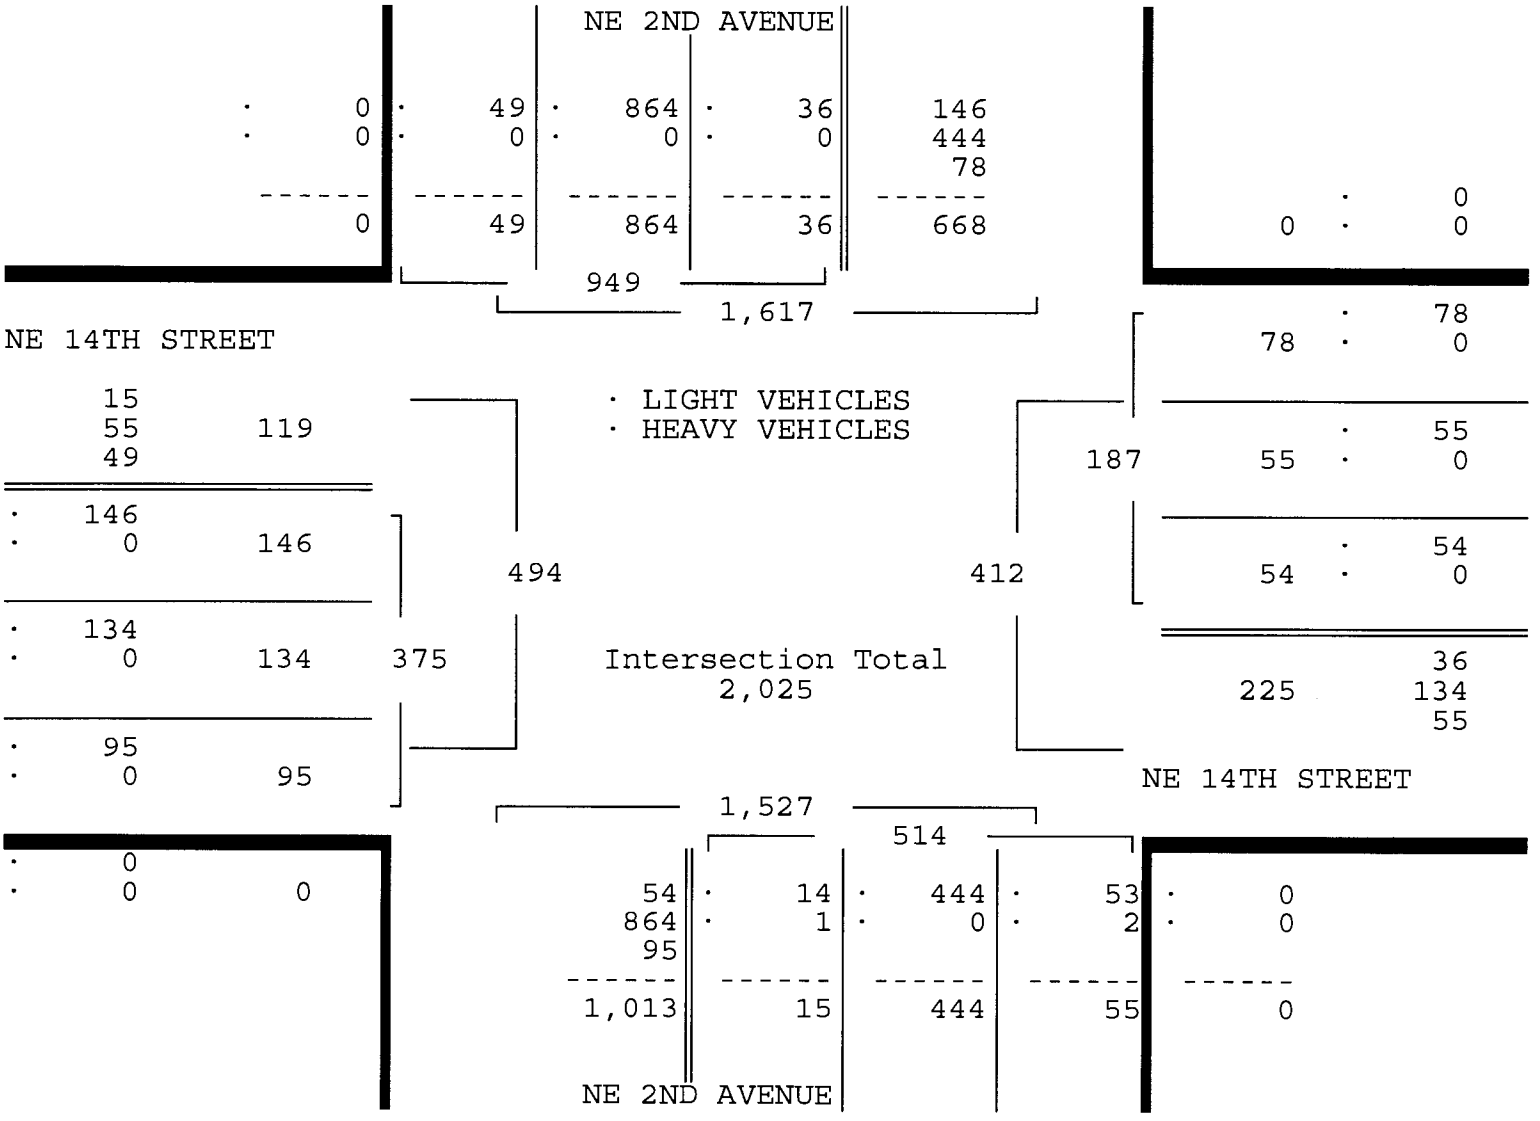 NE 2ND AVENUE
· 0 · 49 · 864 · 36 146
· 0 · 0 · 0 · 0 444
78
------ ------ ------ ------ ------
0 49 864 36 668
· 0
0 · 0
949
1,617
· 78
78 · 0
NE 14TH STREET
15
55 119
49
· LIGHT VEHICLES
· HEAVY VEHICLES
· 55
187 55 · 0
· 146
· 0 146
494
412
· 54
54 · 0
· 134
· 0 134 375
Intersection Total
2,025
36
225 134
55
· 95
· 0 95
NE 14TH STREET
1,527
514
· 0
· 0 0
54 · 14 · 444 · 53 · 0
864 · 1 · 0 · 2 · 0
95
------ ------ ------ ------ ------
1,013 15 444 55 0
NE 2ND AVENUE